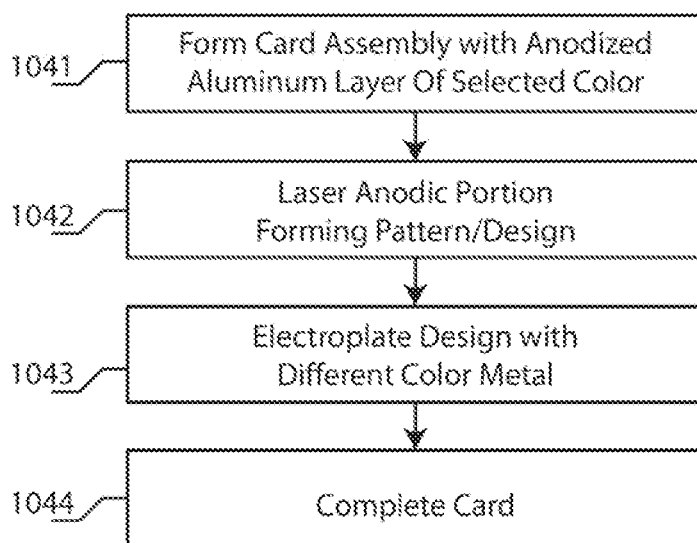 1041
Form Card Assembly with Anodized
Aluminum Layer Of Selected Color
1042
Laser Anodic Portion
Forming Pattern/Design
1043
Electroplate Design with
Different Color Metal
1044
Complete Card